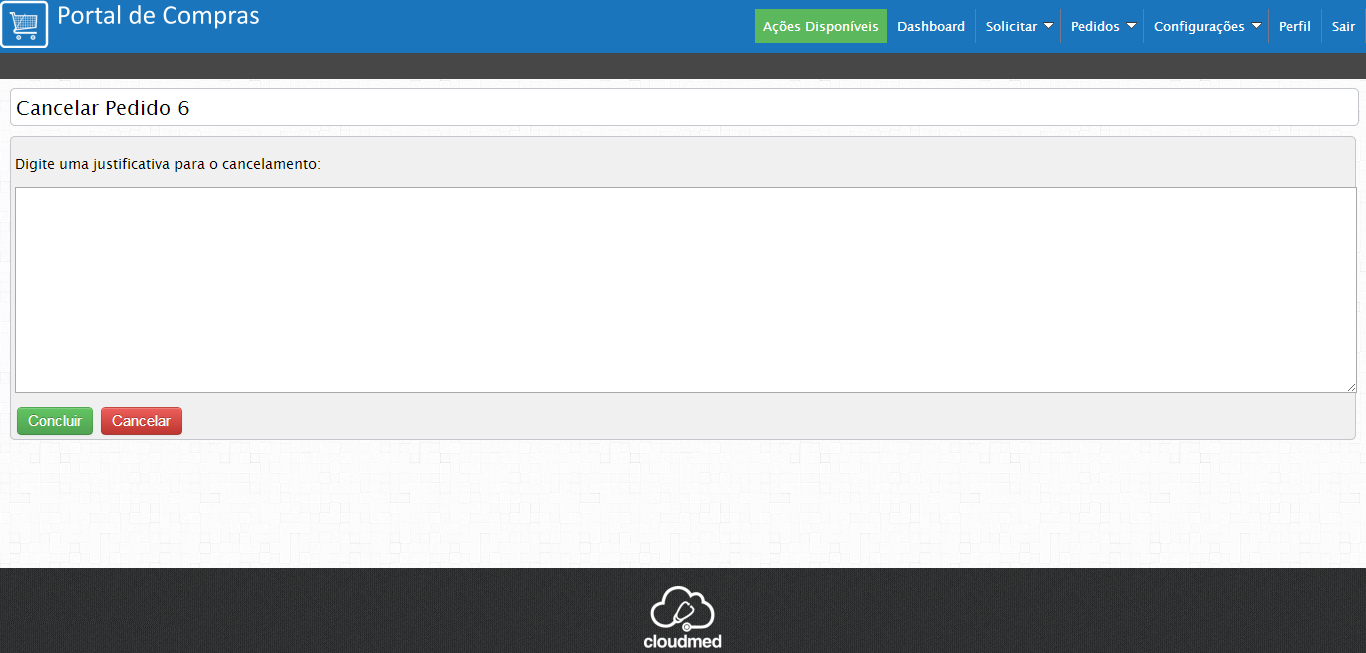 Portal de Compras
Ações Disponíveis Dashboard Solicitar Pedidos Configurações Perfil Sair
Cancelar Pedido 6
Digite uma justificativa para o cancelamento:
Concluir Cancelar
cloudmed